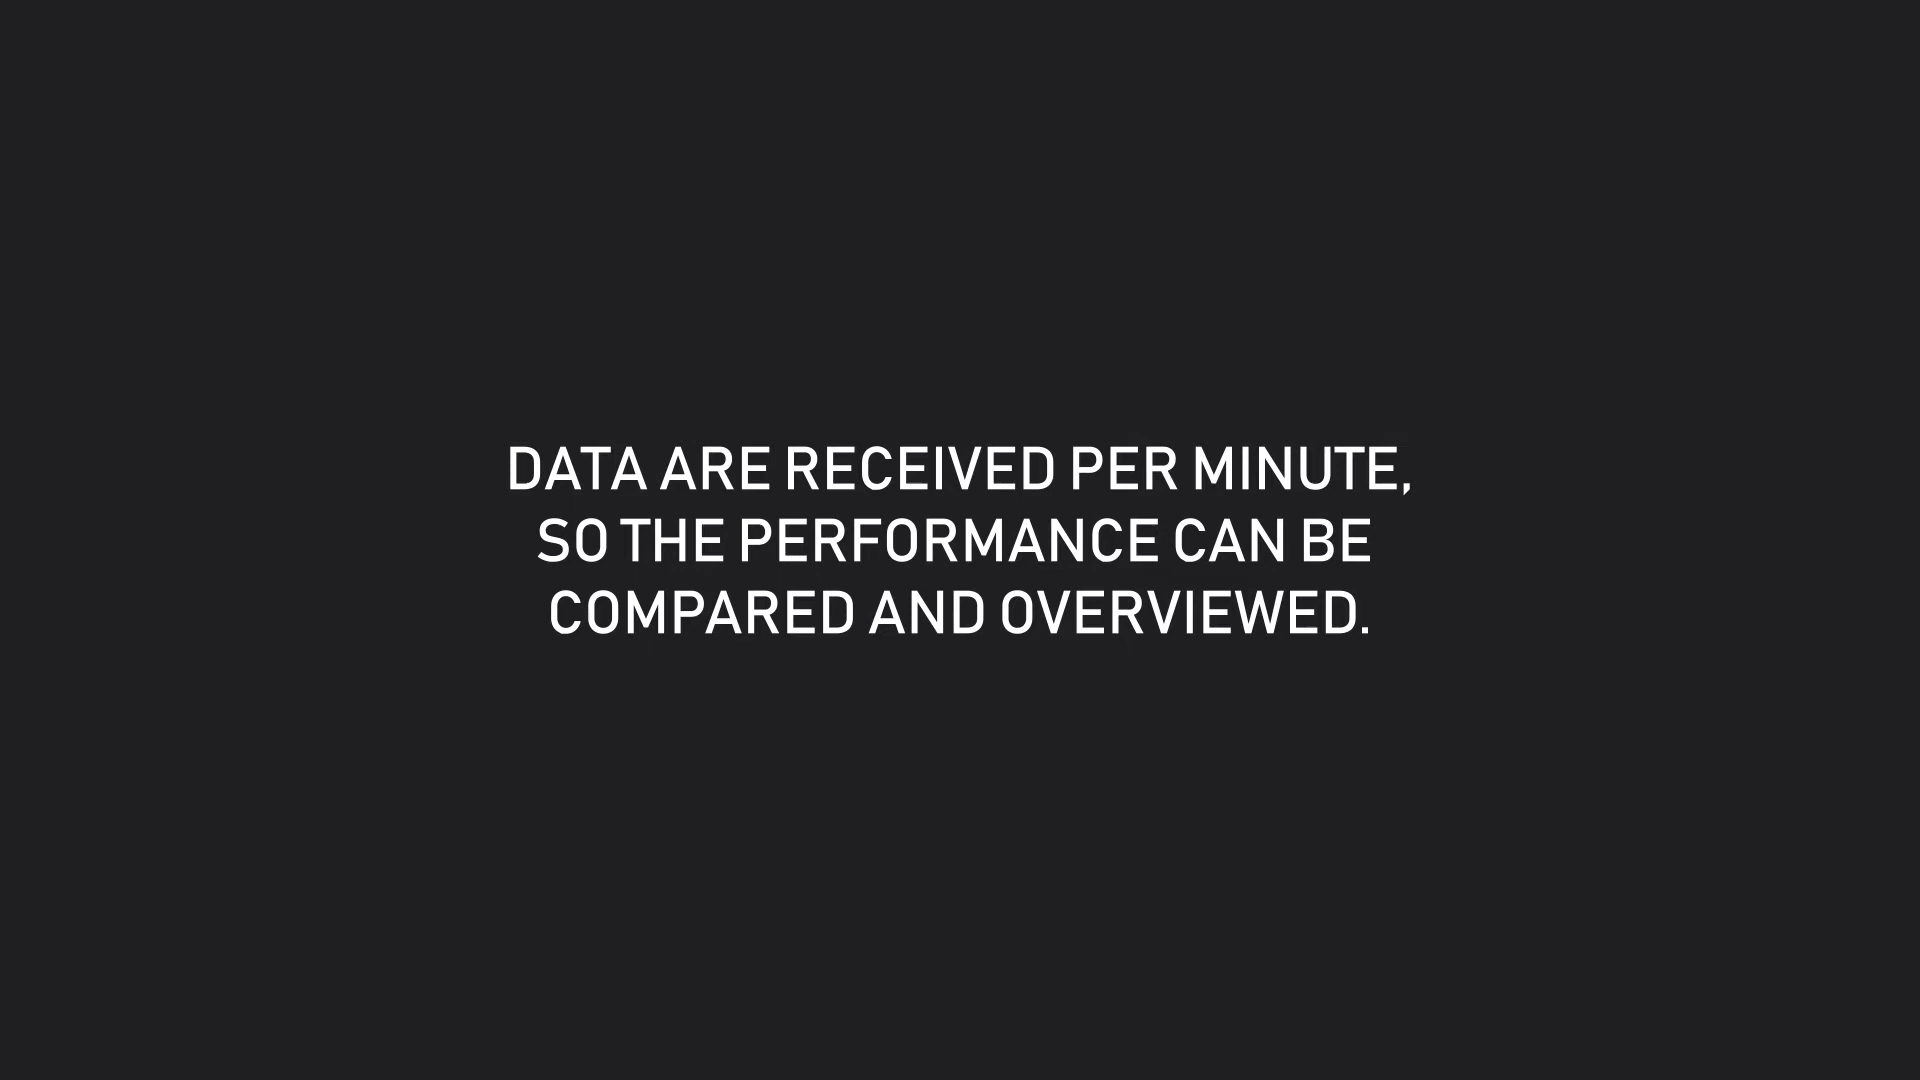 DATA ARE RECEIVED PER MINUTE,
SO THE PERFORMANCE CAN BE
COMPARED AND OVERVIEWED.